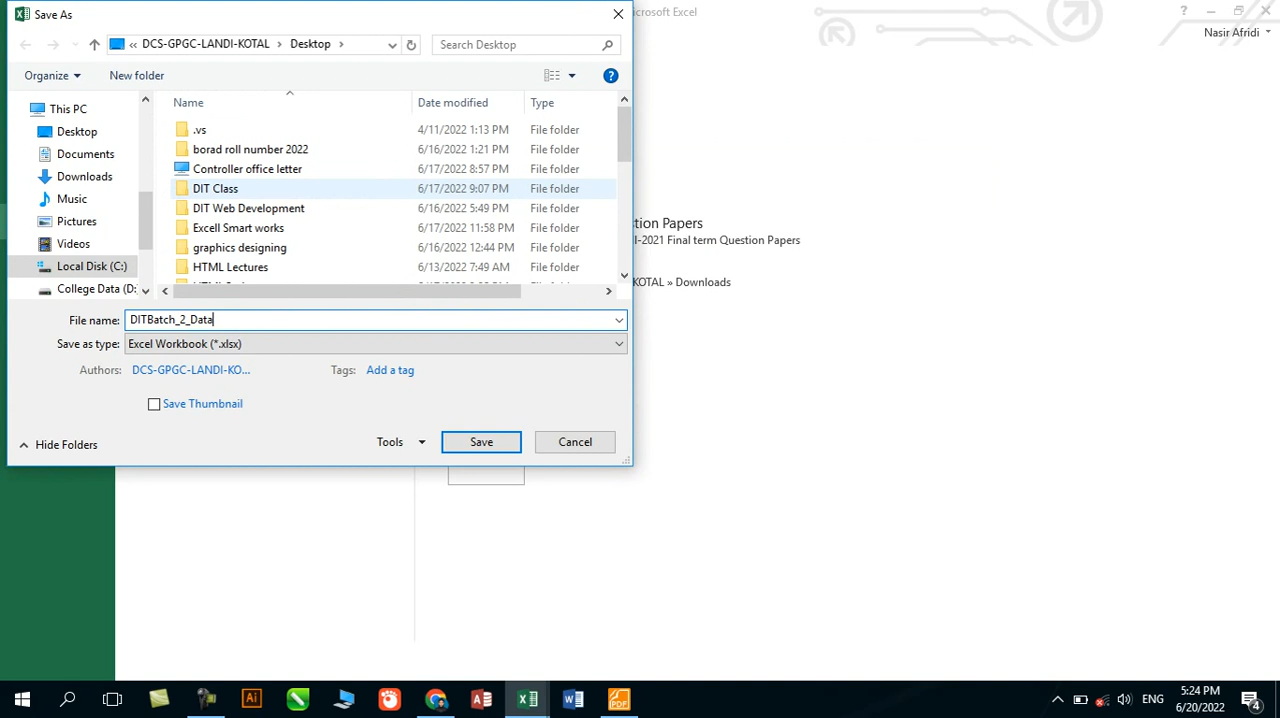 Save As
icrosoft Excel
Nasir Afridi
DCS-GPGC-LANDI-KOTAL > Desktop >
Search Desktop
Organize
New folder
Name
Date modified
Type
This PC
Desktop
Documents
Downloads
Music
Pictures
Videos
Local Disk (C:)
College Data (D:
.vs 4/11/2022 1:13 PM File folder
borad roll number 2022 6/16/2022 1:21 PM File folder
Controller office letter 6/17/2022 8:57 PM File folder
DIT Class 6/17/2022 9:07 PM File folder
DIT Web Development 6/16/2022 5:49 PM File folder
Excell Smart works 6/17/2022 11:58 PM File folder
graphics designing 6/16/2022 12:44 PM File folder
HTML Lectures 6/13/2022 7:49 AM File folder
tion Papers
I-2021 Final term Question Papers
KOTAL » Downloads
File name: DITBatch_2_Data
Save as type: Excel Workbook (*.xlsx)
Authors: DCS-GPGC-LANDI-KO...
Tags: Add a tag
Save Thumbnail
Hide Folders
Tools
Save
Cancel
ENG
5:24 PM
6/20/2022
4